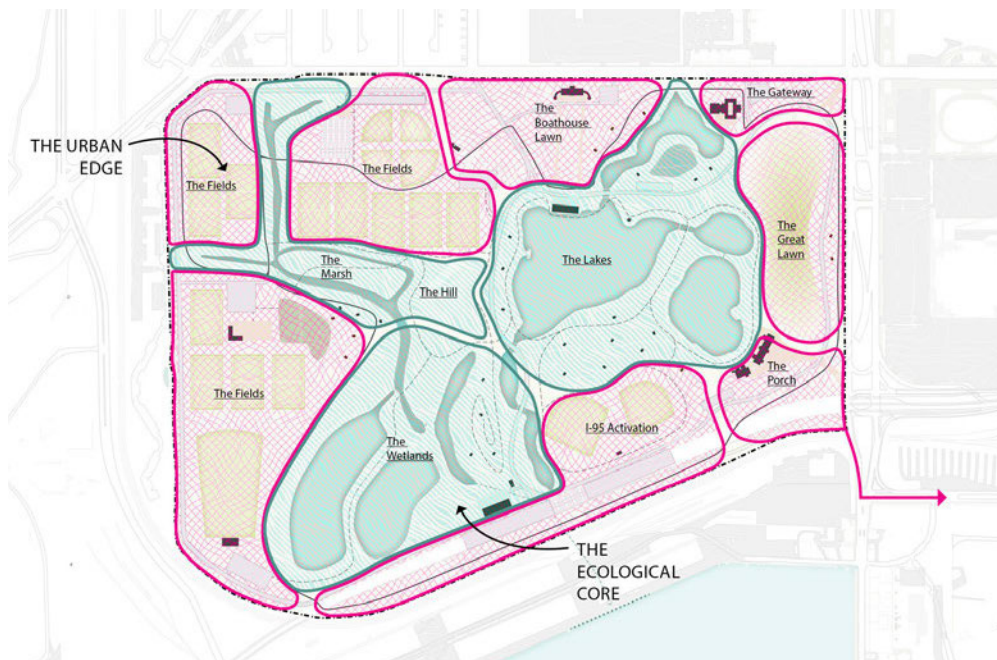 The Gateway
The
Boathouse
Lawn
THE URBAN
EDGE
The Fields
The Fields
The
Great
Lawn
The
Marsh
The Lakes
The Hill
The
Porch
The Fields
I-95 Activation
The
Wetlands
THE
ECOLOGICAL
CORE